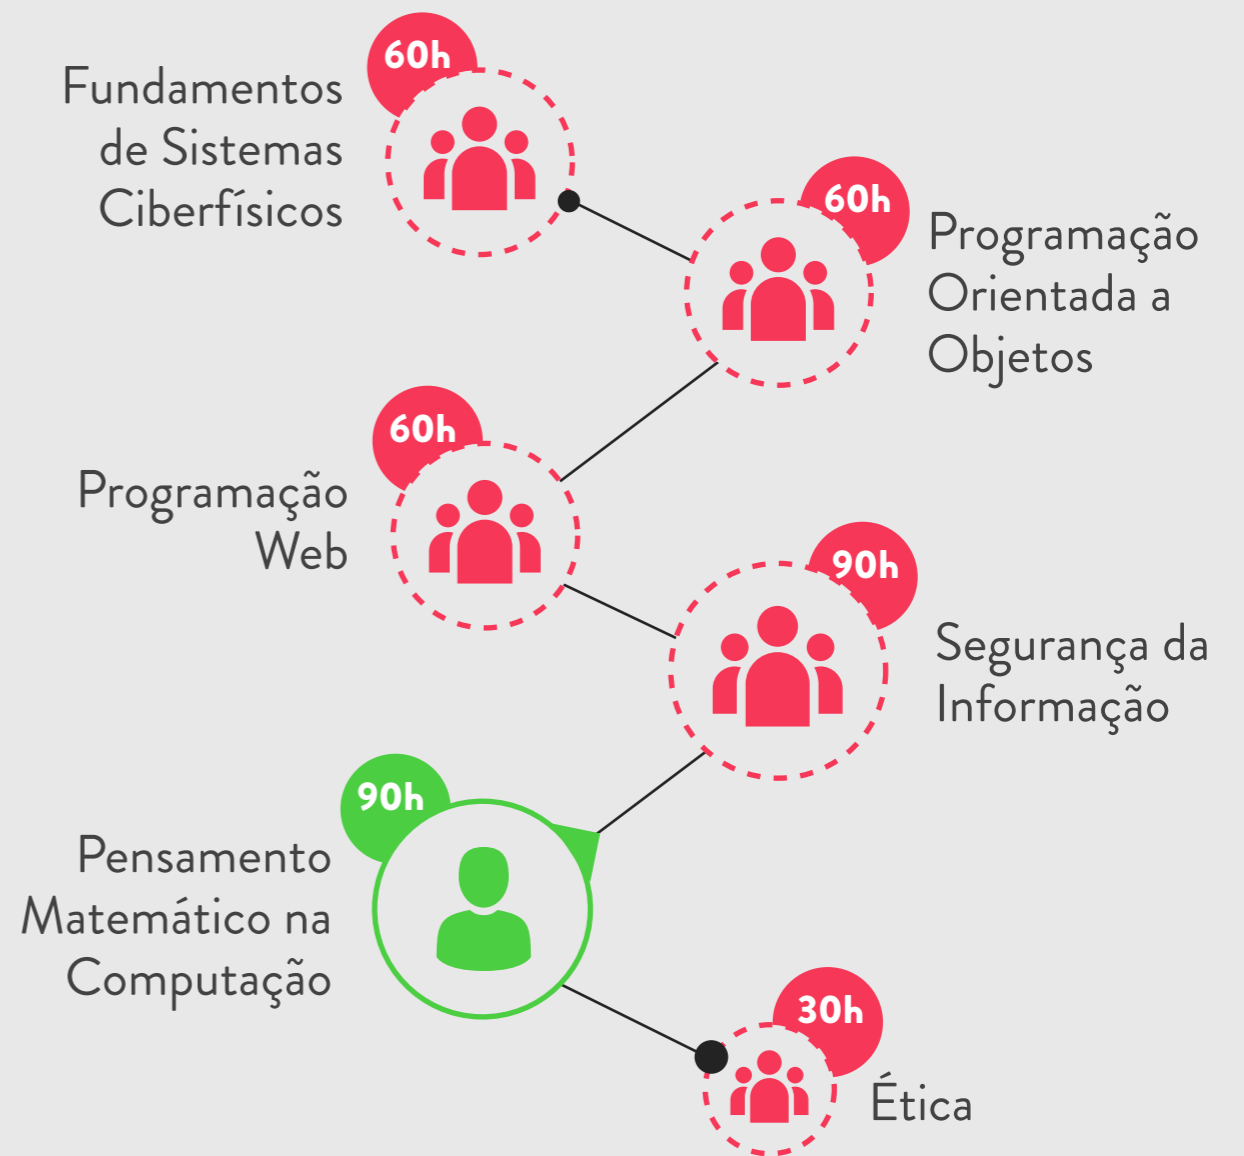 60h
Fundamentos
de Sistemas
Ciberfísicos
60h
Programação
Orientada a
Objetos
60h
Programação
Web
90h
Segurança da
Informação
90h
Pensamento
Matemático na
Computação
30h
Ética